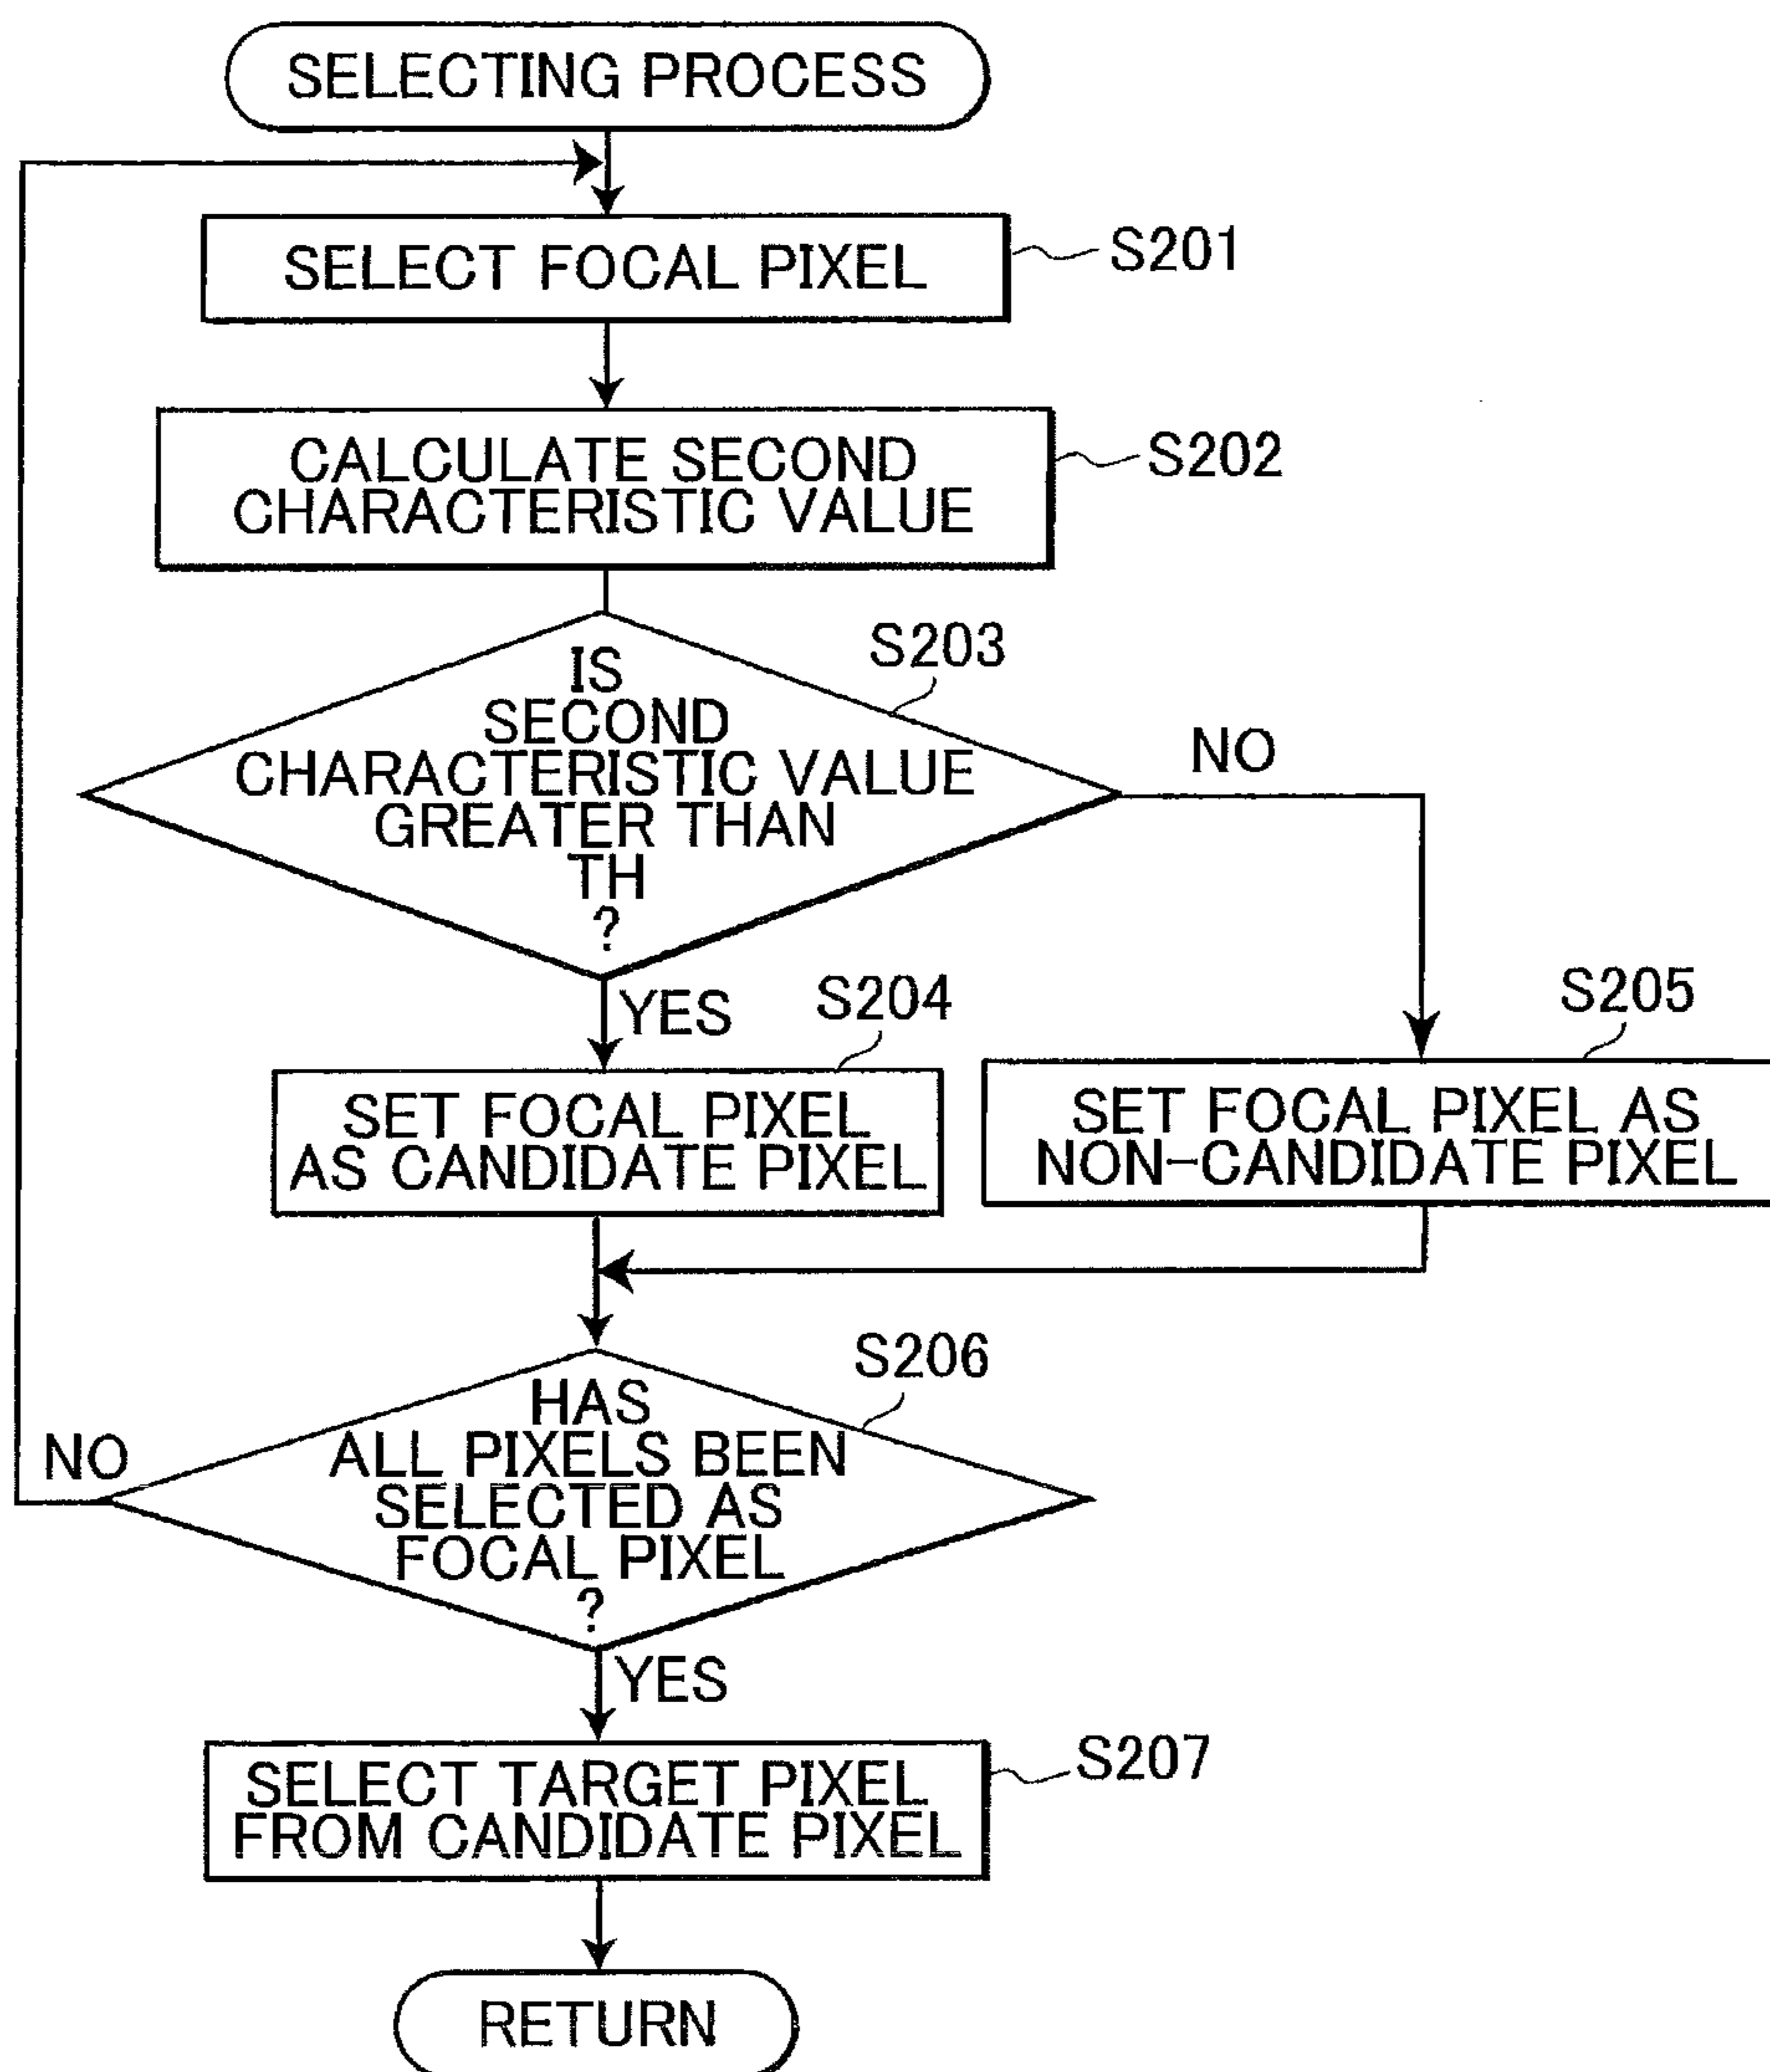 SELECTING PROCESS
SELECT FOCAL PIXEL
S201
CALCULATE SECOND
CHARACTERISTIC VALUE
S202
IS
SECOND
CHARACTERISTIC VALUE
GREATER THAN
TH
?
S203
NO
YES
S204
SET FOCAL PIXEL
AS CANDIDATE PIXEL
S205
SET FOCAL PIXEL AS
NON-CANDIDATE PIXEL
S206
HAS
ALL PIXELS BEEN
SELECTED AS
FOCAL PIXEL
?
NO
YES
SELECT TARGET PIXEL
FROM CANDIDATE PIXEL
S207
RETURN